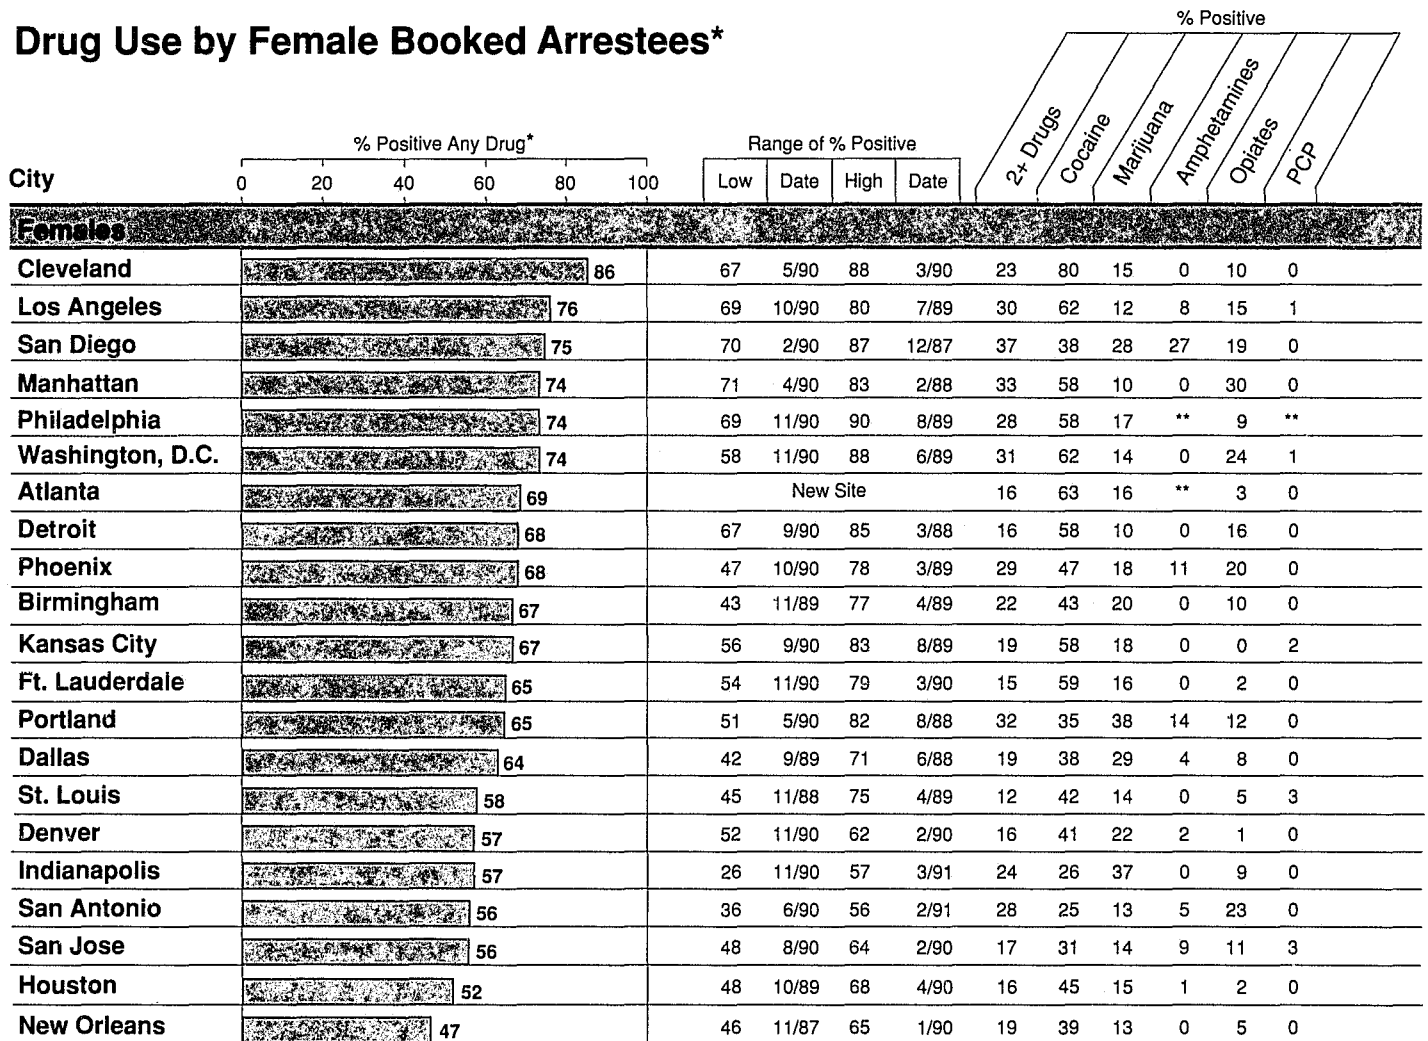 % Positive
Drug Use by Female Booked Arrestees*
2+ Drugs Cocaine Marijuana Amphetamines Opiates PCP
% Positive Any Drug* Range of % Positive
City 0 20 40 60 80 100 Low Date High Date
Females
Cleveland 86 67 5/90 88 3/90 23 80 15 0 10 0
Los Angeles 76 69 10/90 80 7/89 30 62 12 8 15 1
San Diego 75 70 2/90 87 12/87 37 38 28 27 19 0
Manhattan 74 71 4/90 83 2/88 33 58 10 0 30 0
Philadelphia 74 69 11/90 90 8/89 28 58 17 ** 9 **
Washington, D.C. 74 58 11/90 88 6/89 31 62 14 0 24 1
Atlanta 69 New Site 16 63 16 ** 3 0
Detroit 68 67 9/90 85 3/88 16 58 10 0 16 0
Phoenix 68 47 10/90 78 3/89 29 47 18 11 20 0
Birmingham 67 43 11/89 77 4/89 22 43 20 0 10 0
Kansas City 67 56 9/90 83 8/89 19 58 18 0 0 2
Ft. Lauderdale 65 54 11/90 79 3/90 15 59 16 0 2 0
Portland 65 51 5/90 82 8/88 32 35 38 14 12 0
Dallas 64 42 9/89 71 6/88 19 38 29 4 8 0
St. Louis 58 45 11/88 75 4/89 12 42 14 0 5 3
Denver 57 52 11/90 62 2/90 16 41 22 2 1 0
Indianapolis 57 26 11/90 57 3/91 24 26 37 0 9 0
San Antonio 56 36 6/90 56 2/91 28 25 13 5 23 0
San Jose 56 48 8/90 64 2/90 17 31 14 9 11 3
Houston 52 48 10/89 68 4/90 16 45 15 1 2 0
New Orleans 47 46 11/87 65 1/90 19 39 13 0 5 0